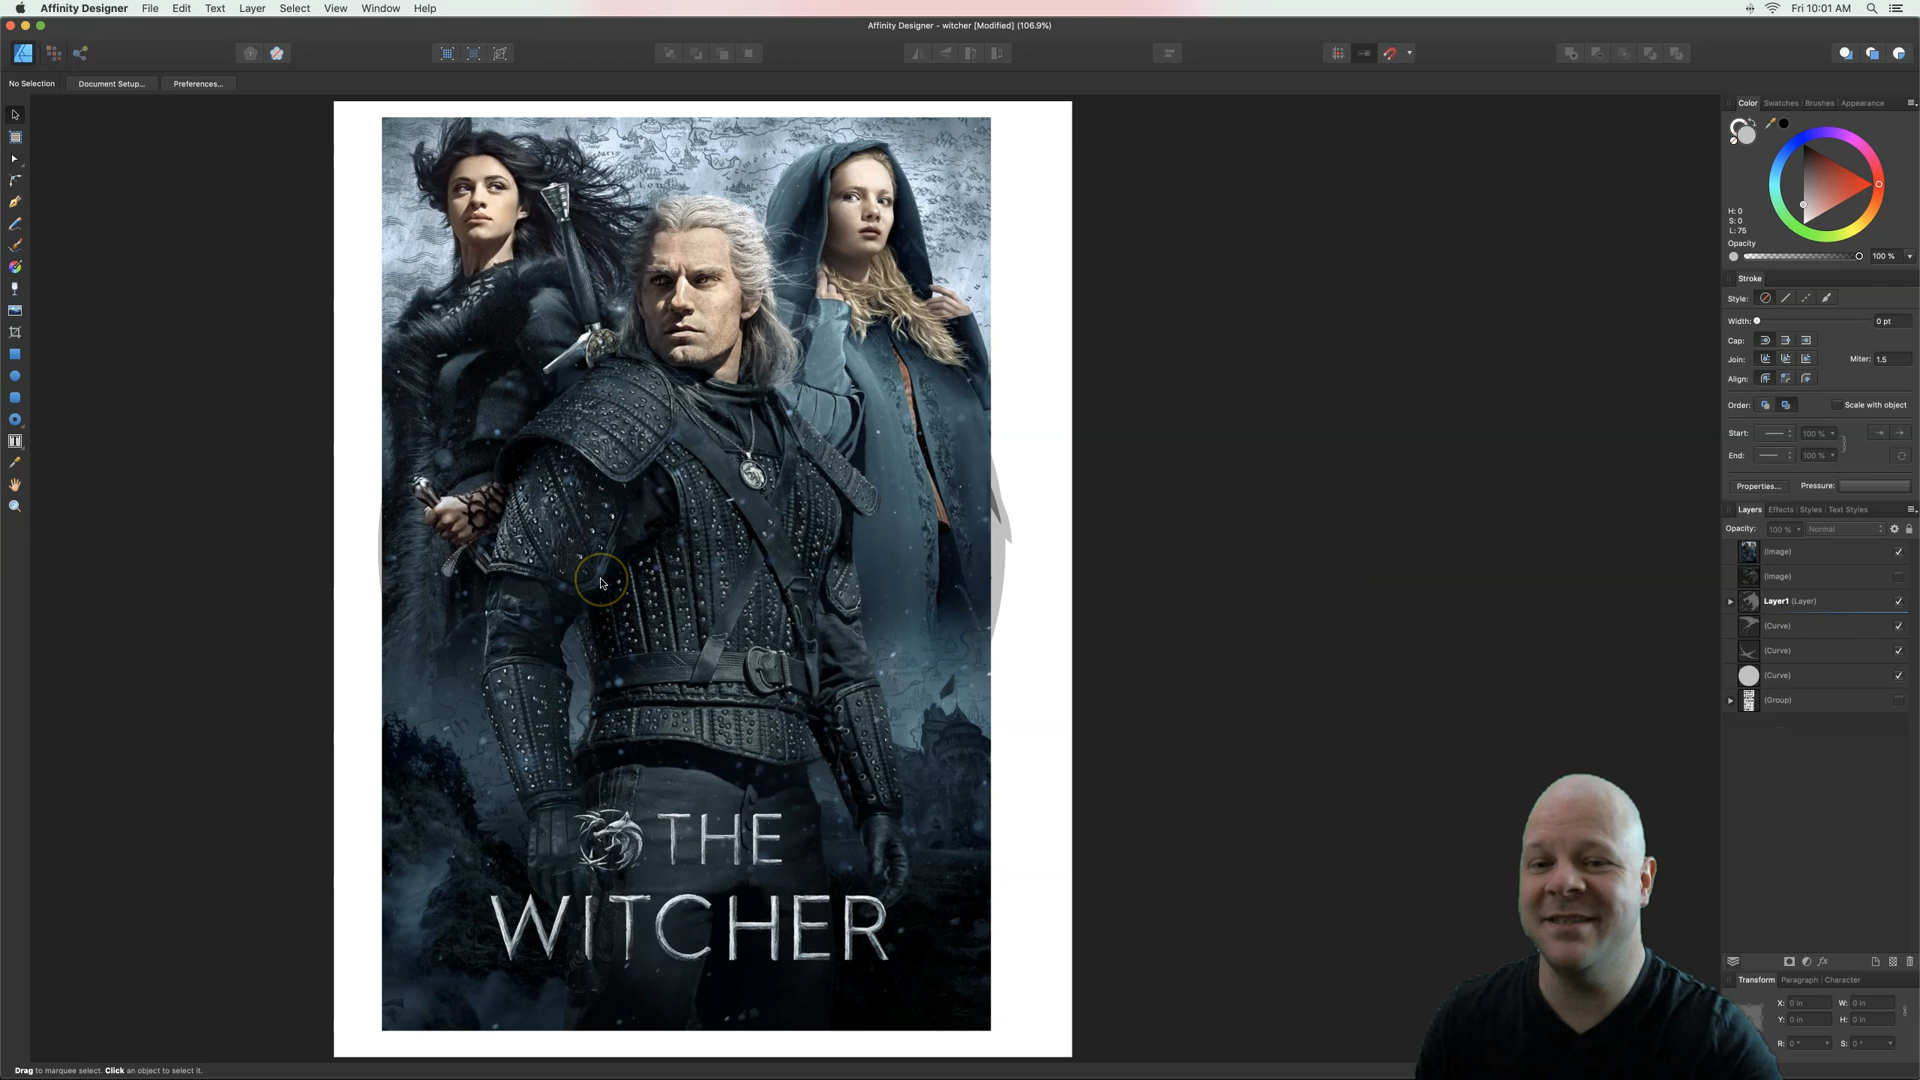 Affinity Designer File Edit Text Layer Select View Window Help
Fri 10:01 AM
Affinity Designer - witcher [Modified] (106.9%)
No Selection Document Setup... Preferences...
Color Swatches Brushes Appearance
H: 0
S: 0
L: 75
Opacity
100 %
Stroke
Style:
Width: 0 pt
Cap:
Join: Miter: 1.5
Align:
Order: Scale with object
Start: 100 %
End: 100 %
Properties... Pressure:
Layers Effects Styles Text Styles
Opacity: 100 % Normal
(Image)
(Image)
Layer1 (Layer)
(Curve)
(Curve)
(Curve)
(Group)
THE
WITCHER
Transform Paragraph Character
X: 0 in W: 0 in
Y: 0 in H: 0 in
R: 0 ° S: 0 °
Drag to marquee select. Click an object to select it.